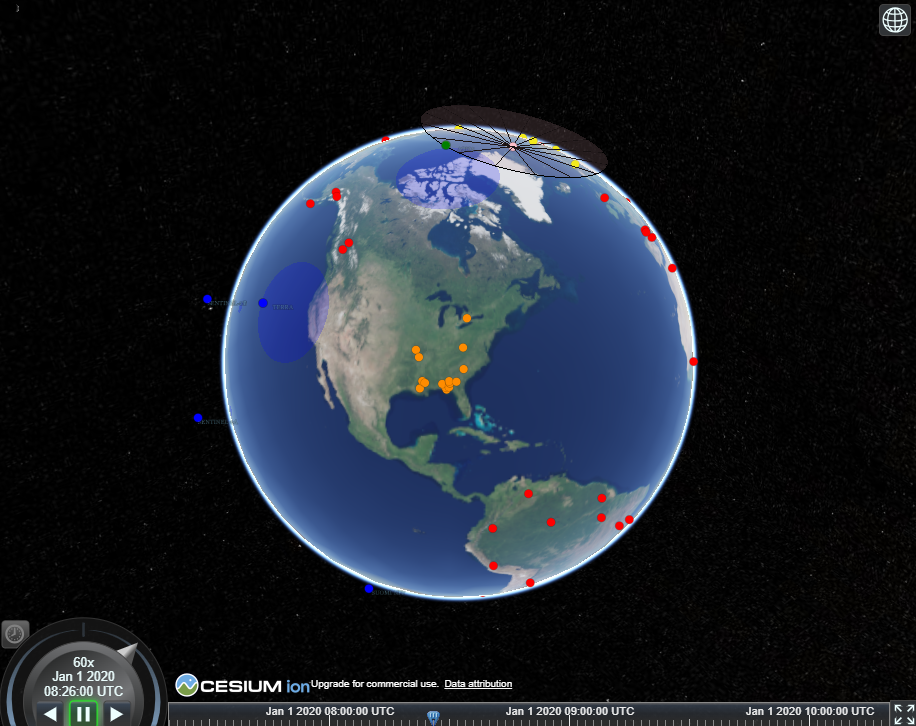 TERRA
60x
Jan 1 2020
08:26:00 UTC
CESIUM ion
Upgrade for commercial use. Data attribution
Jan 1 2020 08:00:00 UTC
Jan 1 2020 09:00:00 UTC
Jan 1 2020 10:00:00 UTC